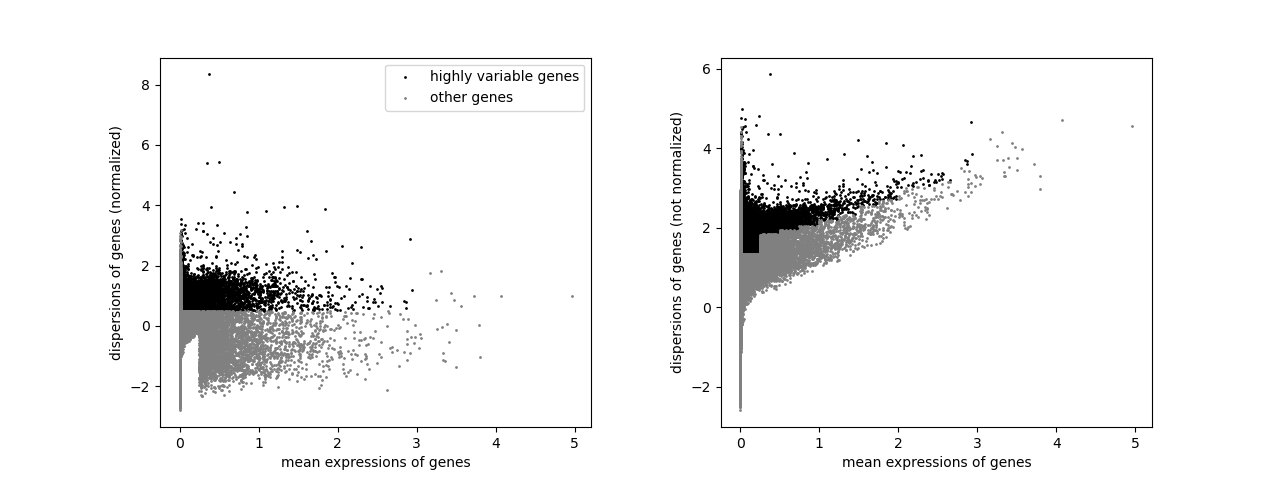 dispersions of genes (normalized)
8
6
4
2
0
−2
highly variable genes
other genes
0 1 2 3 4 5
mean expressions of genes
dispersions of genes (not normalized)
6
4
2
0
−2
0 1 2 3 4 5
mean expressions of genes